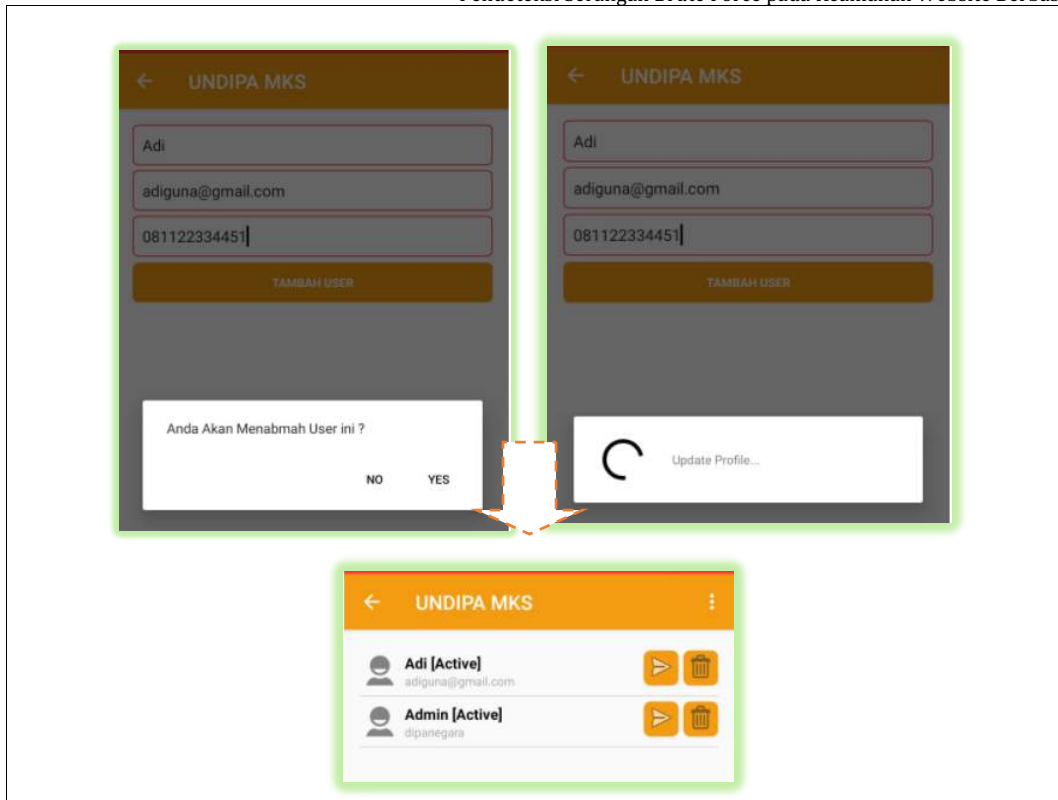 UNDIPA MKS
Adi
adiguna@gmail.com
081122334451
TAMBAH USER
Anda Akan Menabmah User ini ?
NO YES
UNDIPA MKS
Adi
adiguna@gmail.com
081122334451
TAMBAH USER
Update Profile...
UNDIPA MKS
Adi [Active]
adiguna@gmail.com
Admin [Active]
dipanegara